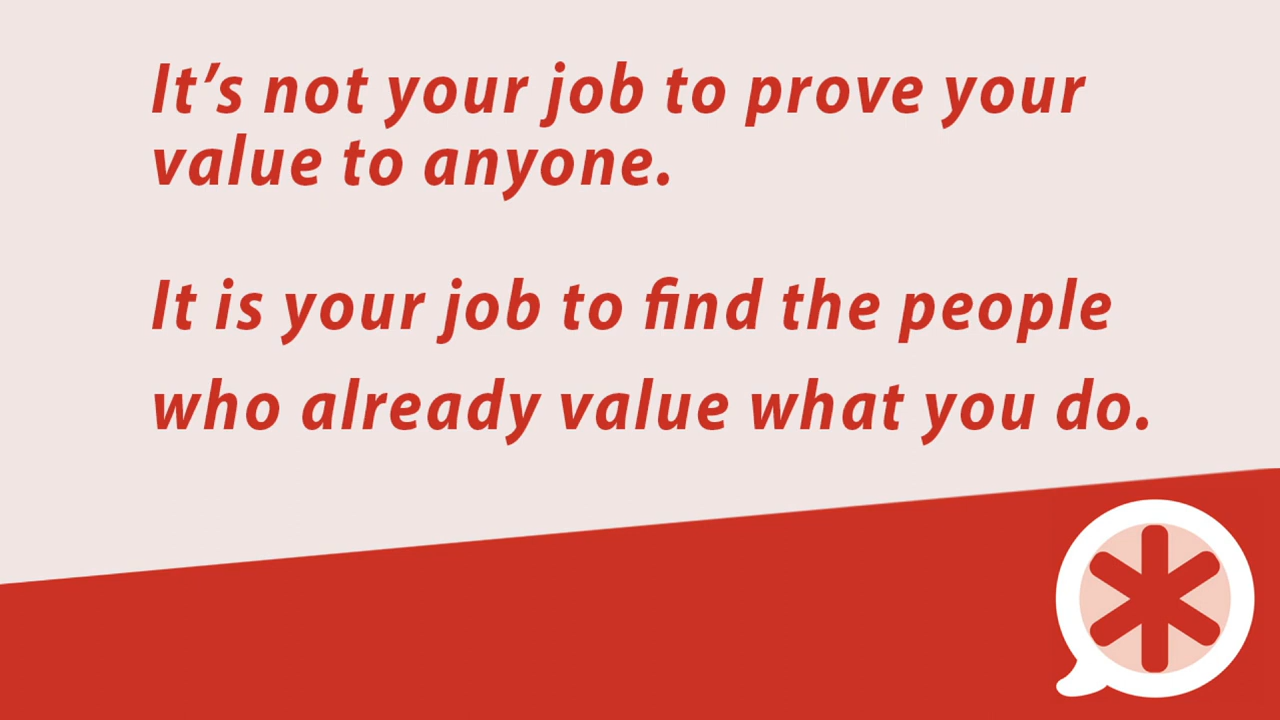 It’s not your job to prove your
value to anyone.
It is your job to find the people
who already value what you do.